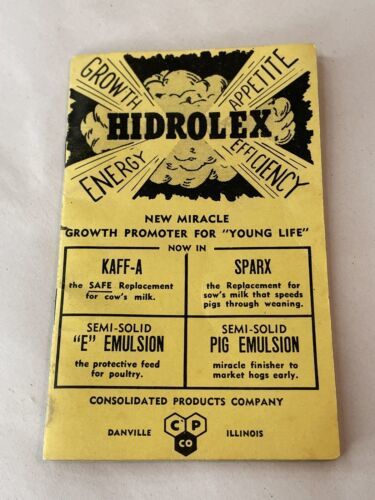 GROWTH
APPETITE
HIDROLEX
ENERGY
EFFICIENCY
NEW MIRACLE
GROWTH PROMOTER FOR "YOUNG LIFE"
NOW IN
KAFF-A
the SAFE Replacement
for cow's milk.
SPARX
the Replacement for
sow's milk that speeds
pigs through weaning.
SEMI-SOLID
"E" EMULSION
the protective feed
for poultry.
SEMI-SOLID
PIG EMULSION
miracle finisher to
market hogs early.
CONSOLIDATED PRODUCTS COMPANY
DANVILLE
C P
CO
ILLINOIS